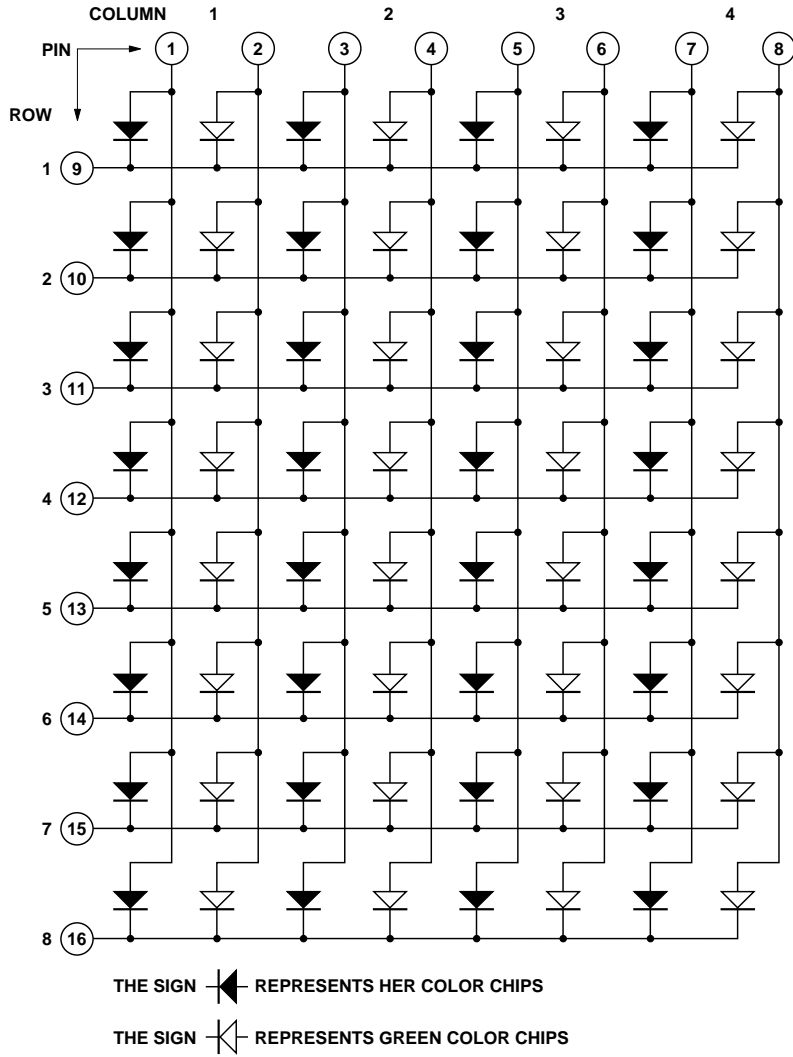 COLUMN 1 2 3 4
PIN 1 2 3 4 5 6 7 8
ROW
1 9
2 10
3 11
4 12
5 13
6 14
7 15
8 16
THE SIGN REPRESENTS HER COLOR CHIPS
THE SIGN REPRESENTS GREEN COLOR CHIPS